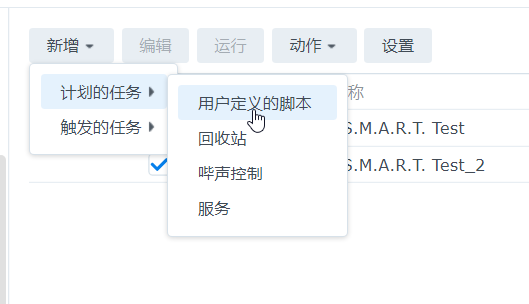 新增 编辑 运行 动作 设置
计划的任务
触发的任务
用户定义的脚本
回收站
哔声控制
服务
称
S.M.A.R.T. Test
S.M.A.R.T. Test_2